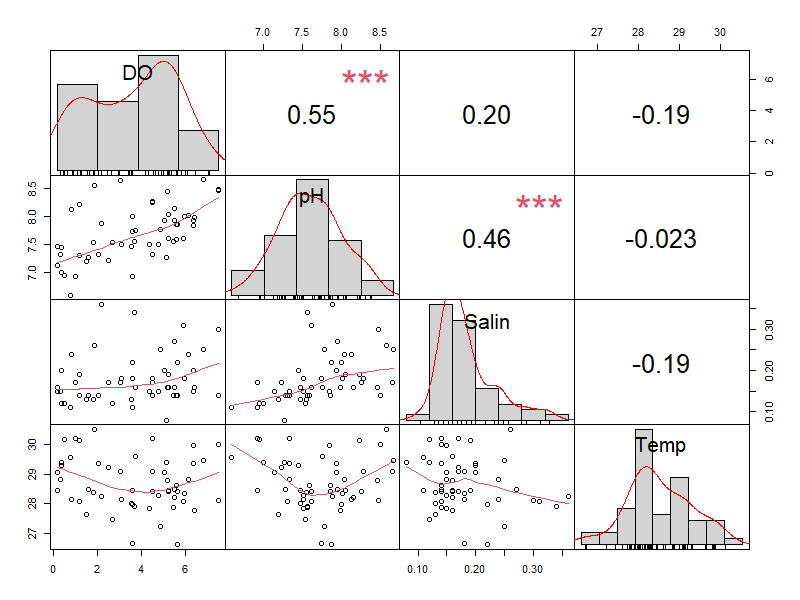 7.0 7.5 8.0 8.5 27 28 29 30
DO *** 0.55 0.20 -0.19 0 2 4 6
7.0 7.5 8.0 8.5 pH *** 0.46 -0.023
Salin -0.19 0.10 0.20 0.30
27 28 29 30 Temp
0 2 4 6 0.10 0.20 0.30